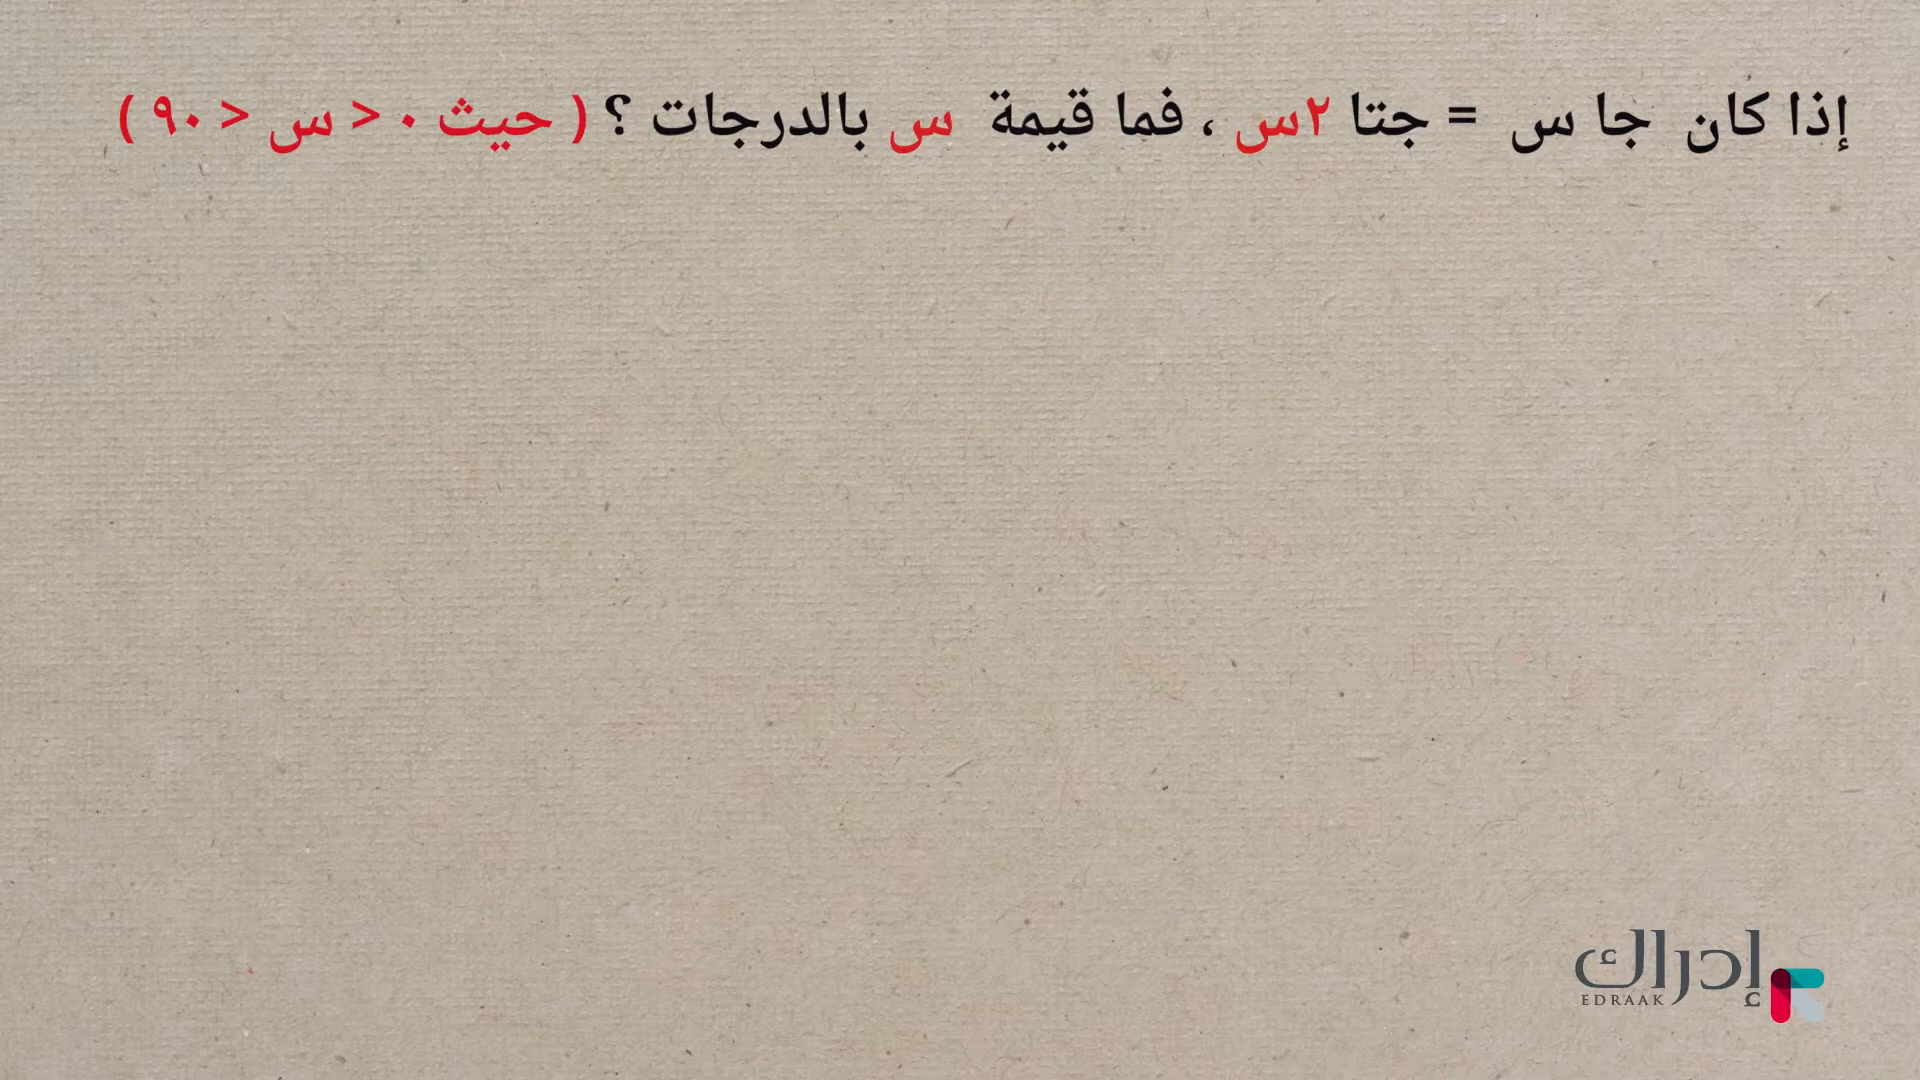 إذا كان جا س = جتا ٢س ، فما قيمة س بالدرجات ؟ ( حيث ٠ < س < ٩٠ )
إدراك
EDRAAK